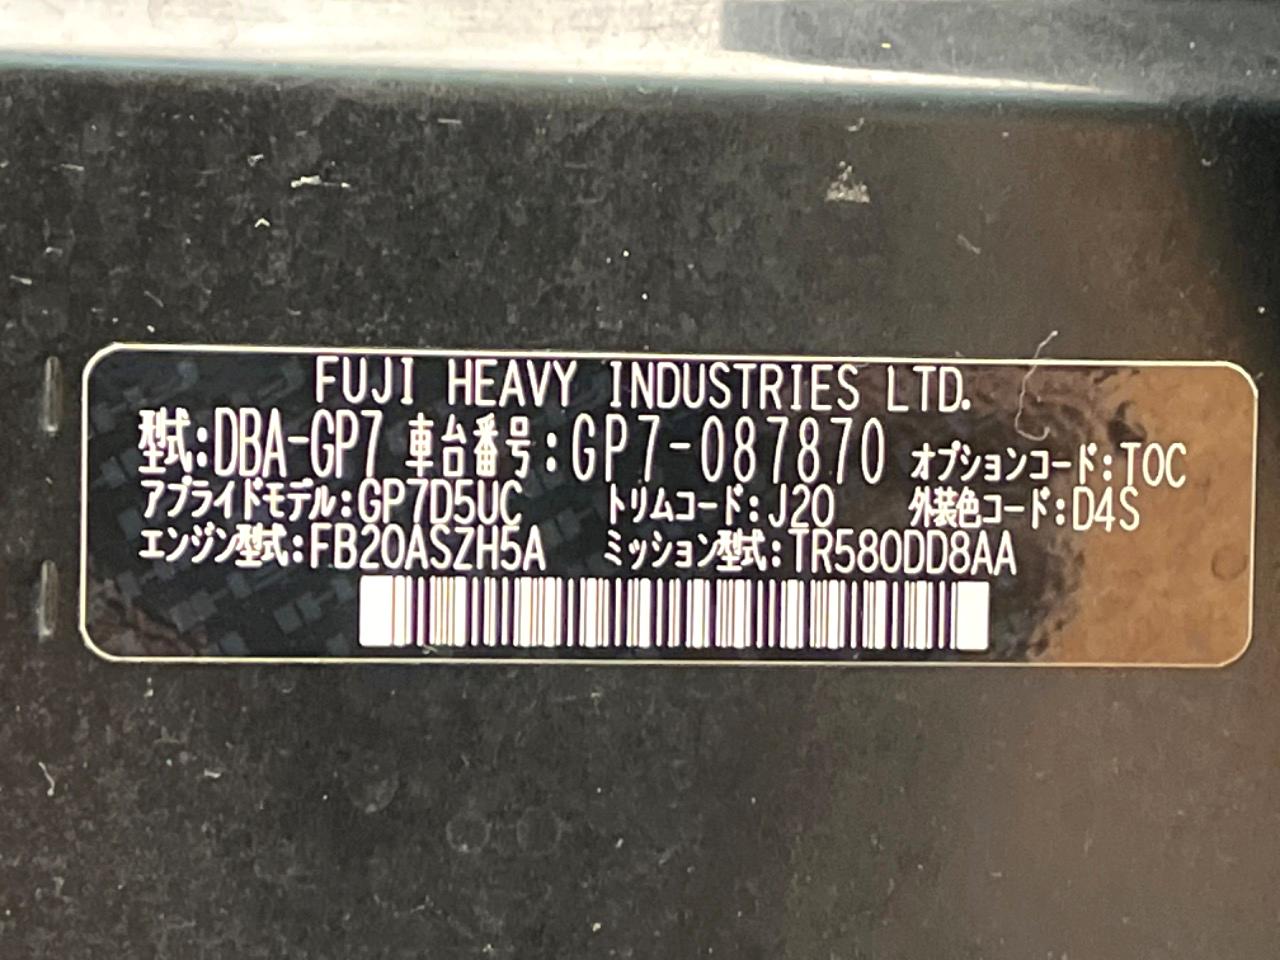 FUJI HEAVY INDUSTRIES LTD.
型式:DBA-GP7 車台番号:GP7-087870 オプションコード:TOC
アプライドモデル:GP7D5UC トリムコード:J20 外装色コード:D4S
エンジン型式:FB20ASZH5A ミッション型式:TR580DD8AA